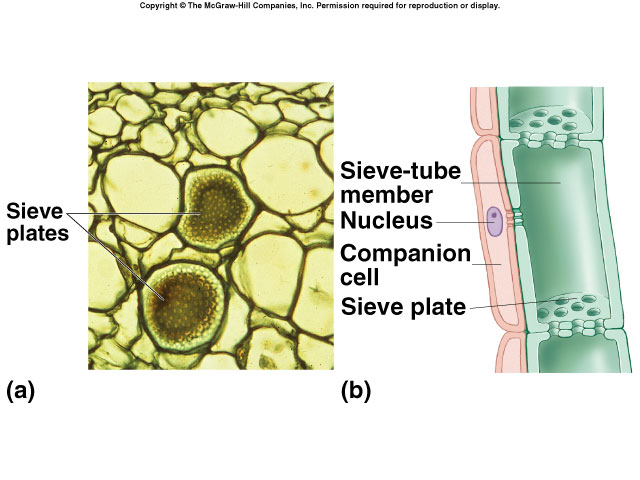 Copyright © The McGraw-Hill Companies, Inc. Permission required for reproduction or display.
Sieve
plates
(a)
Sieve-tube
member
Nucleus
Companion
cell
Sieve plate
(b)